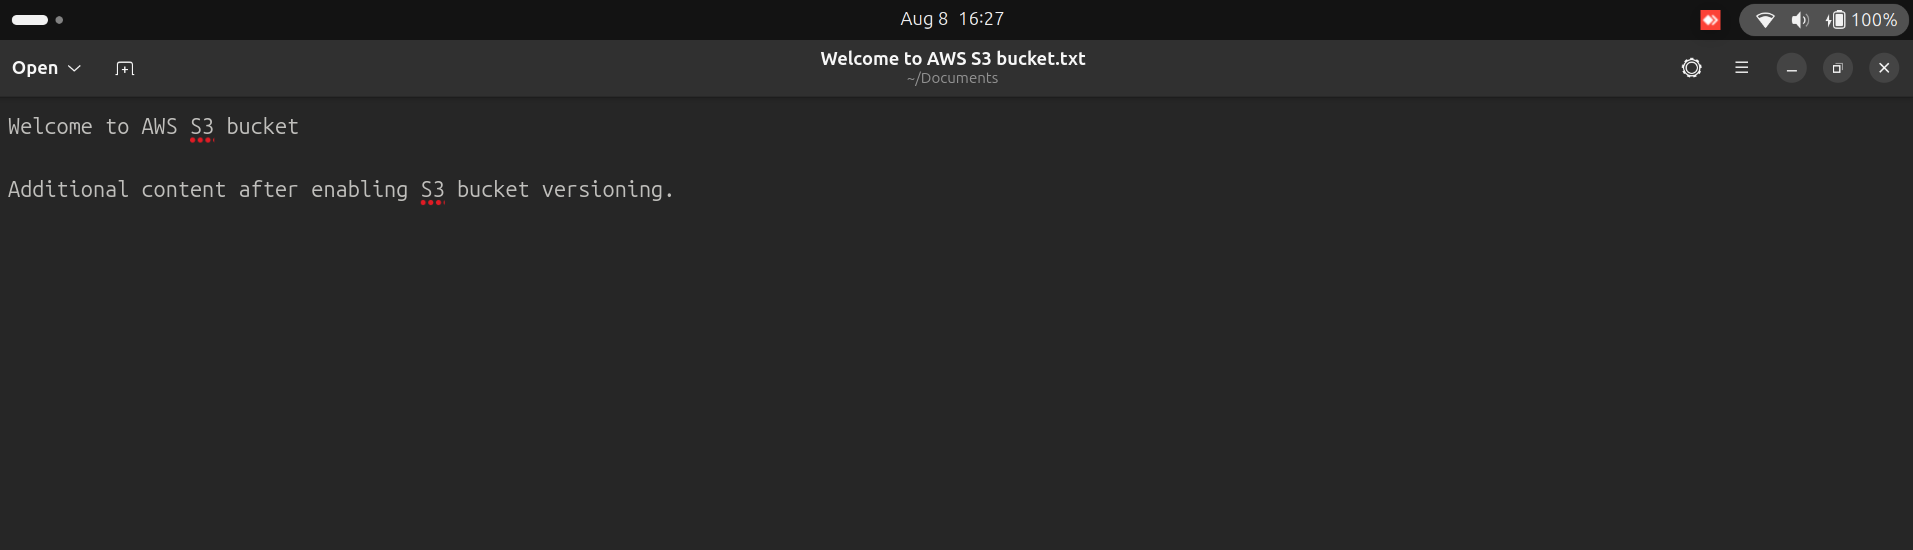 Aug 8 16:27
100%
Open
Welcome to AWS S3 bucket.txt
~/Documents
Welcome to AWS S3 bucket
Additional content after enabling S3 bucket versioning.